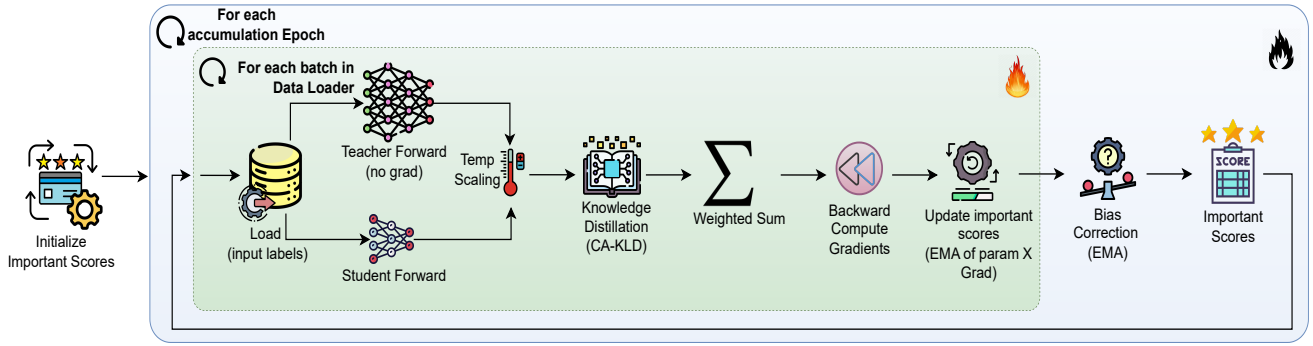 For each
accumulation Epoch
For each batch in
Data Loader
Initialize
Important Scores
Load
(input labels)
Teacher Forward
(no grad)
Student Forward
Temp
Scaling
Knowledge
Distillation
(CA-KLD)
Weighted Sum
Backward
Compute
Gradients
Update important
scores
(EMA of param X
Grad)
?
Bias
Correction
(EMA)
SCORE
Important
Scores